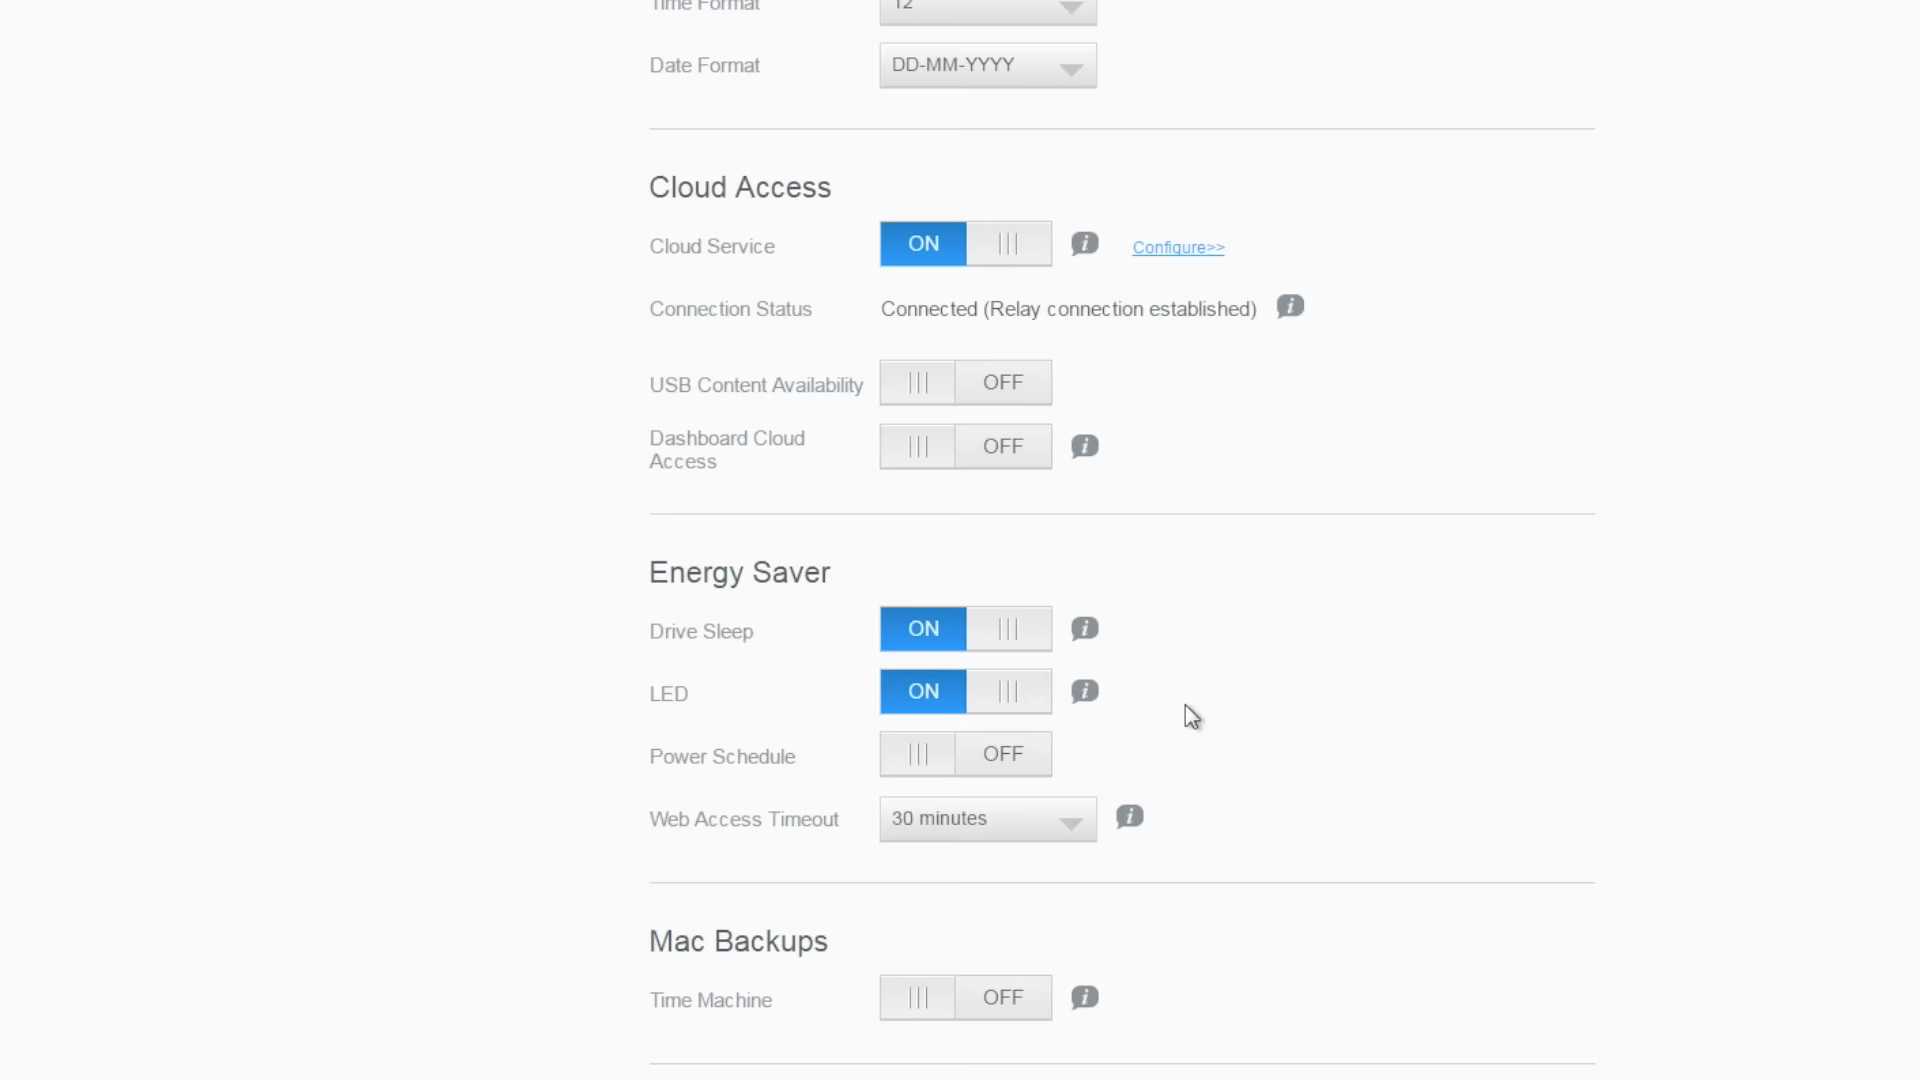 Time Format 12
Date Format DD-MM-YYYY
Cloud Access
Cloud Service ON Configure>>
Connection Status Connected (Relay connection established)
USB Content Availability OFF
Dashboard Cloud
Access OFF
Energy Saver
Drive Sleep ON
LED ON
Power Schedule OFF
Web Access Timeout 30 minutes
Mac Backups
Time Machine OFF